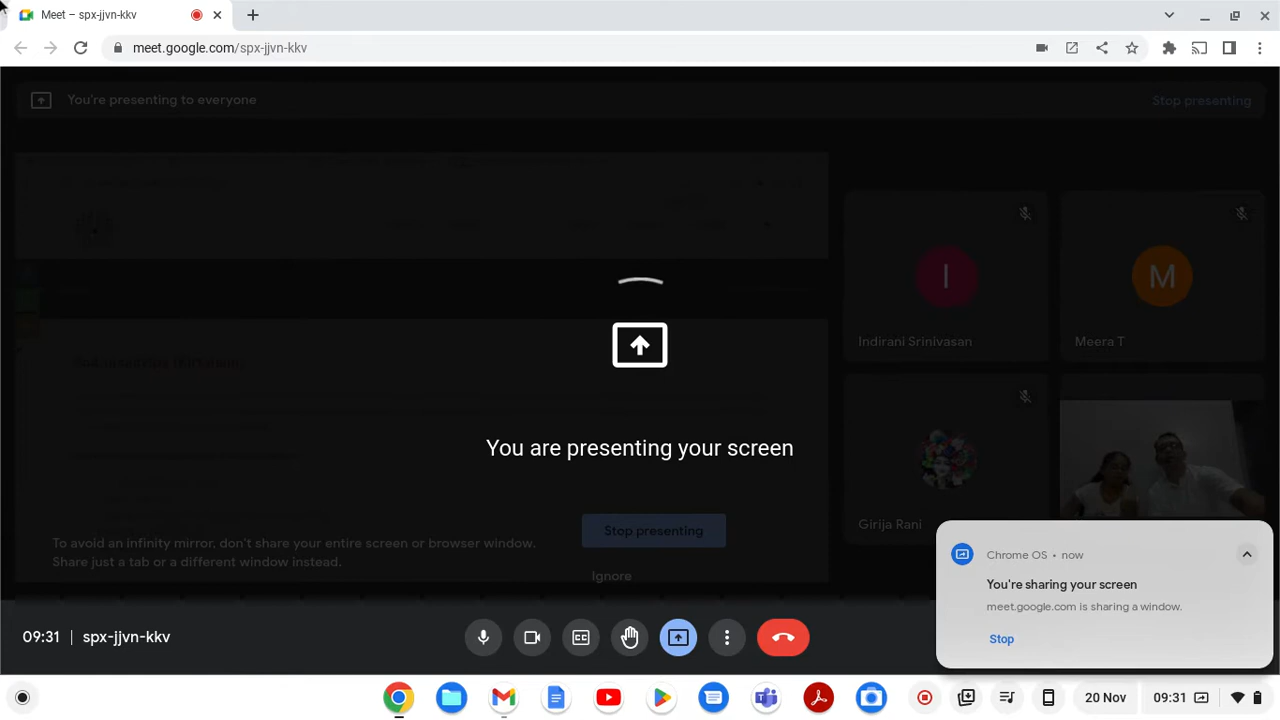 Meet – spx-jjvn-kkv
meet.google.com/spx-jjvn-kkv
You're presenting to everyone
Stop presenting
I
M
Indirani Srinivasan
Meera T
You are presenting your screen
Girija Rani
Stop presenting
To avoid an infinity mirror, don't share your entire screen or browser window.
Share just a tab or a different window instead.
Ignore
Chrome OS • now
You're sharing your screen
meet.google.com is sharing a window.
Stop
09:31 | spx-jjvn-kkv
CC
20 Nov
09:31